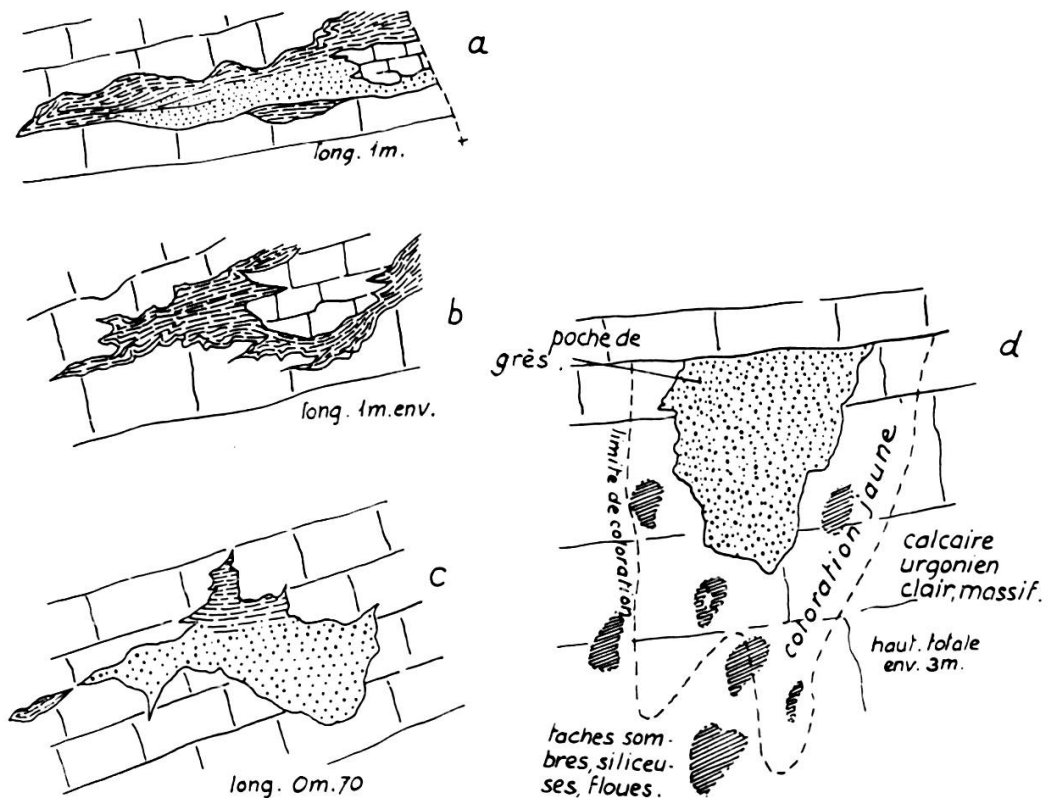 a
long. 1m.
b
long. 1m.env.
c
long. 0m.70
d
poche de
grès.
limite de coloration
coloration jaune
calcaire
urgonien
clair, massif.
haut. totale
env. 3m.
taches som-
bres, siliceu-
ses, floues.